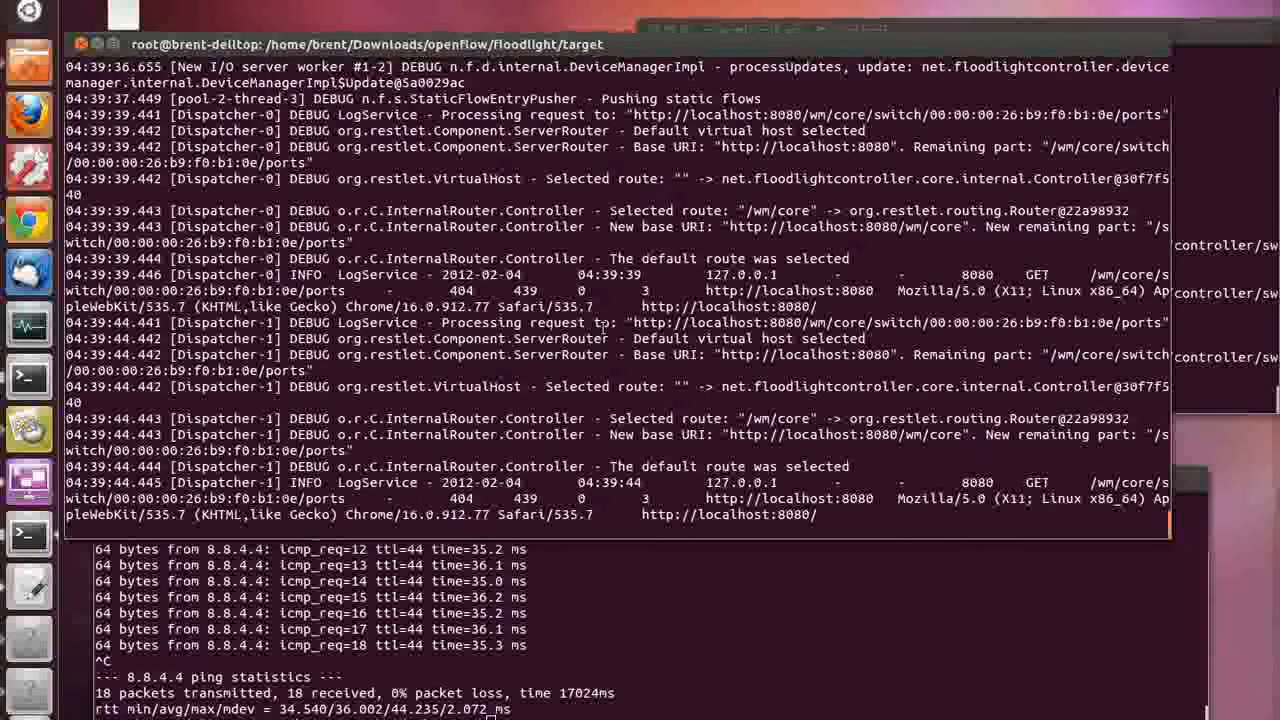 root@brent-delltop: /home/brent/Downloads/openflow/floodlight/target
04:39:36.655 [New I/O server worker #1-2] DEBUG n.f.d.internal.DeviceManagerImpl - processUpdates, update: net.floodlightcontroller.device
manager.internal.DeviceManagerImpl$Update@5a0029ac
04:39:37.449 [pool-2-thread-3] DEBUG n.f.s.StaticFlowEntryPusher - Pushing static flows
04:39:39.441 [Dispatcher-0] DEBUG LogService - Processing request to: "http://localhost:8080/wm/core/switch/00:00:00:26:b9:f0:b1:0e/ports"
04:39:39.442 [Dispatcher-0] DEBUG org.restlet.Component.ServerRouter - Default virtual host selected
04:39:39.442 [Dispatcher-0] DEBUG org.restlet.Component.ServerRouter - Base URI: "http://localhost:8080". Remaining part: "/wm/core/switch
/00:00:00:26:b9:f0:b1:0e/ports"
04:39:39.442 [Dispatcher-0] DEBUG org.restlet.VirtualHost - Selected route: "" -> net.floodlightcontroller.core.internal.Controller@30f7f5
40
04:39:39.443 [Dispatcher-0] DEBUG o.r.C.InternalRouter.Controller - Selected route: "/wm/core" -> org.restlet.routing.Router@22a98932
04:39:39.443 [Dispatcher-0] DEBUG o.r.C.InternalRouter.Controller - New base URI: "http://localhost:8080/wm/core". New remaining part: "/s
witch/00:00:00:26:b9:f0:b1:0e/ports"
controller/sw
04:39:39.444 [Dispatcher-0] DEBUG o.r.C.InternalRouter.Controller - The default route was selected
04:39:39.446 [Dispatcher-0] INFO LogService - 2012-02-04 04:39:39 127.0.0.1 - - 8080 GET /wm/core/s
witch/00:00:00:26:b9:f0:b1:0e/ports - 404 439 0 3 http://localhost:8080 Mozilla/5.0 (X11; Linux x86_64) Ap
controller/sw
pleWebKit/535.7 (KHTML,like Gecko) Chrome/16.0.912.77 Safari/535.7 http://localhost:8080/
04:39:44.441 [Dispatcher-1] DEBUG LogService - Processing request to: "http://localhost:8080/wm/core/switch/00:00:00:26:b9:f0:b1:0e/ports"
04:39:44.442 [Dispatcher-1] DEBUG org.restlet.Component.ServerRouter - Default virtual host selected
04:39:44.442 [Dispatcher-1] DEBUG org.restlet.Component.ServerRouter - Base URI: "http://localhost:8080". Remaining part: "/wm/core/switch
controller/sw
/00:00:00:26:b9:f0:b1:0e/ports"
04:39:44.442 [Dispatcher-1] DEBUG org.restlet.VirtualHost - Selected route: "" -> net.floodlightcontroller.core.internal.Controller@30f7f5
40
04:39:44.443 [Dispatcher-1] DEBUG o.r.C.InternalRouter.Controller - Selected route: "/wm/core" -> org.restlet.routing.Router@22a98932
04:39:44.443 [Dispatcher-1] DEBUG o.r.C.InternalRouter.Controller - New base URI: "http://localhost:8080/wm/core". New remaining part: "/s
witch/00:00:00:26:b9:f0:b1:0e/ports"
04:39:44.444 [Dispatcher-1] DEBUG o.r.C.InternalRouter.Controller - The default route was selected
04:39:44.445 [Dispatcher-1] INFO LogService - 2012-02-04 04:39:44 127.0.0.1 - - 8080 GET /wm/core/s
witch/00:00:00:26:b9:f0:b1:0e/ports - 404 439 0 3 http://localhost:8080 Mozilla/5.0 (X11; Linux x86_64) Ap
pleWebKit/535.7 (KHTML,like Gecko) Chrome/16.0.912.77 Safari/535.7 http://localhost:8080/
64 bytes from 8.8.4.4: icmp_req=12 ttl=44 time=35.2 ms
64 bytes from 8.8.4.4: icmp_req=13 ttl=44 time=36.1 ms
64 bytes from 8.8.4.4: icmp_req=14 ttl=44 time=35.0 ms
64 bytes from 8.8.4.4: icmp_req=15 ttl=44 time=36.2 ms
64 bytes from 8.8.4.4: icmp_req=16 ttl=44 time=35.2 ms
64 bytes from 8.8.4.4: icmp_req=17 ttl=44 time=36.1 ms
64 bytes from 8.8.4.4: icmp_req=18 ttl=44 time=35.3 ms
^C
--- 8.8.4.4 ping statistics ---
18 packets transmitted, 18 received, 0% packet loss, time 17024ms
rtt min/avg/max/mdev = 34.540/36.002/44.235/2.072 ms